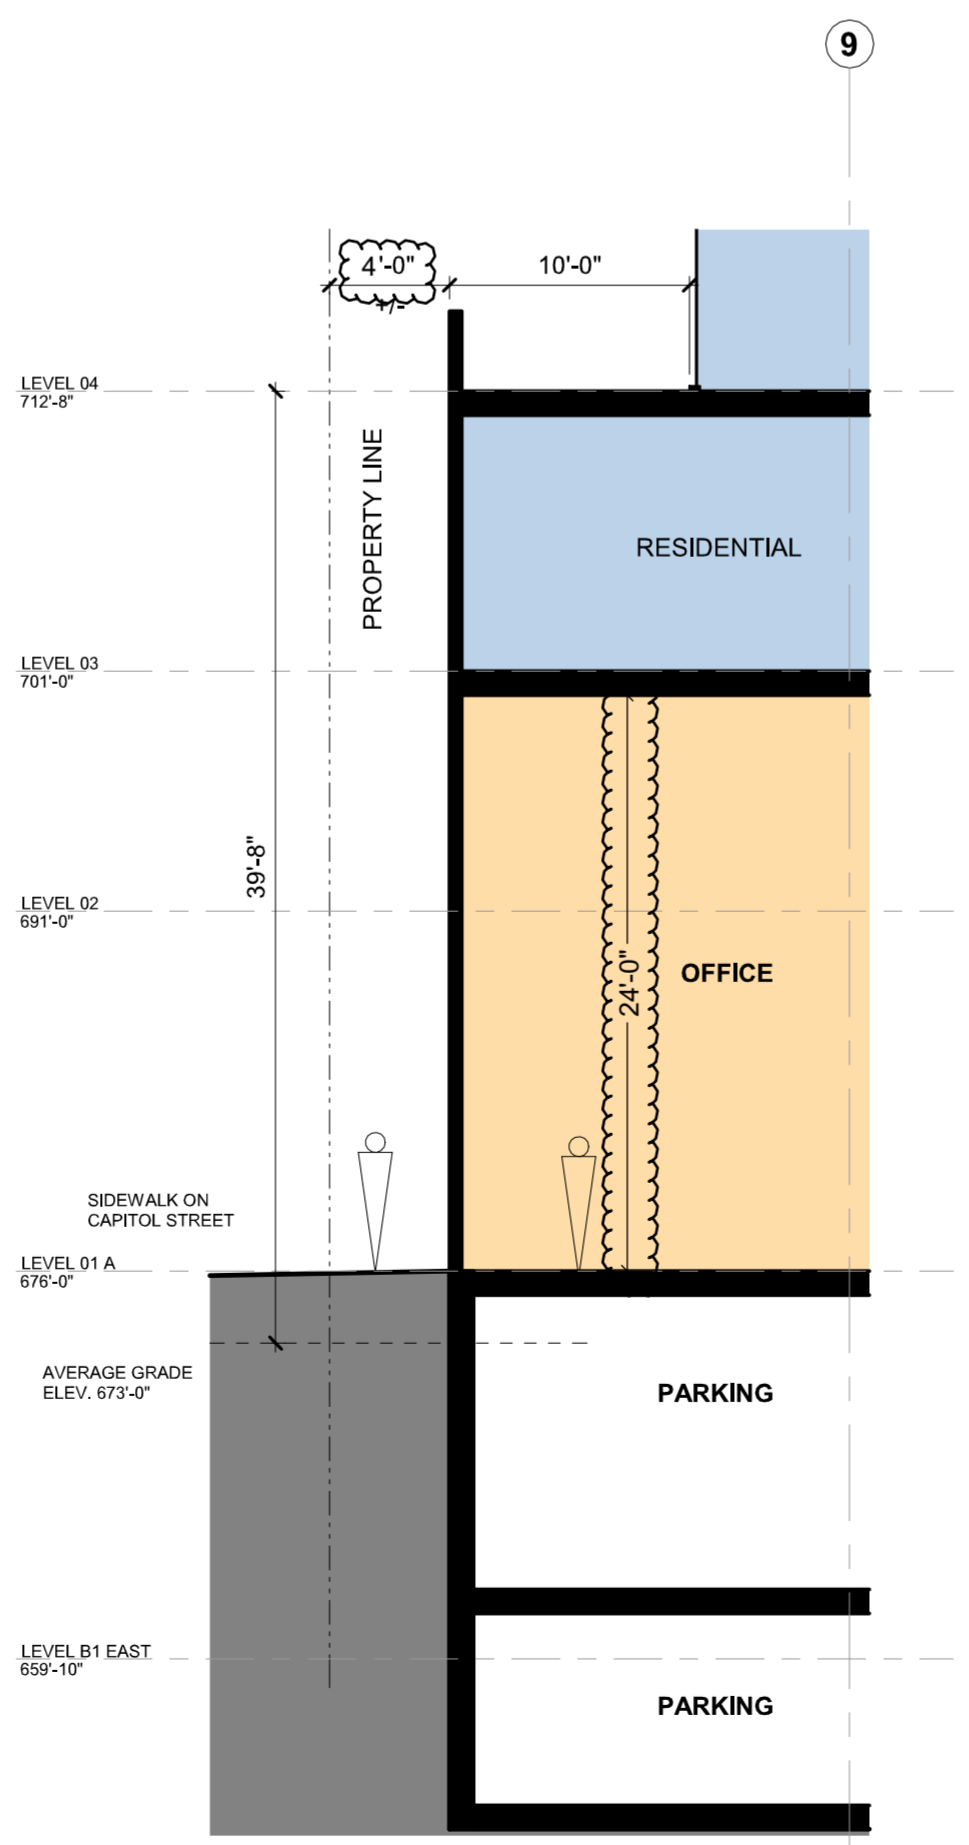 9
4'-0"
+/-
10'-0"
LEVEL 04
712'-8"
PROPERTY LINE
RESIDENTIAL
LEVEL 03
701'-0"
39'-8"
LEVEL 02
691'-0"
24'-0"
OFFICE
SIDEWALK ON
CAPITOL STREET
LEVEL 01 A
676'-0"
AVERAGE GRADE
ELEV. 673'-0"
PARKING
LEVEL B1 EAST
659'-10"
PARKING